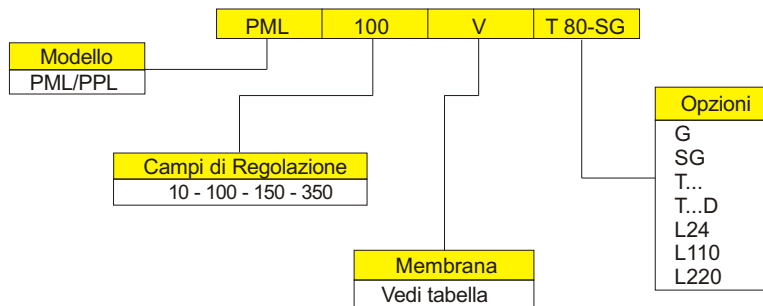 PML 100 V T 80-SG
Modello
PML/PPL
Opzioni
G
SG
T...
T...D
L24
L110
L220
Campi di Regolazione
10 - 100 - 150 - 350
Membrana
Vedi tabella